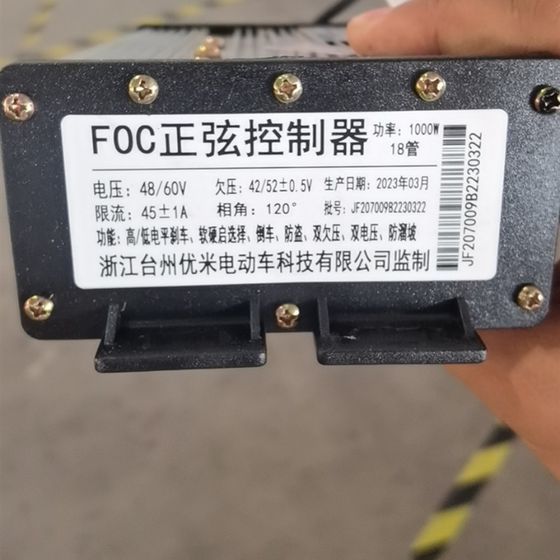 FOC正弦控制器 功率：1000W
18管
电压：48/60V 欠压：42/52±0.5V 生产日期：2023年03月
限流：45±1A 相角：120° 批号：JF207009B2230322
功能：高/低电平刹车、软硬启选择、倒车、防盗、双欠压、双电压、防溜坡
浙江台州优米电动车科技有限公司监制
JF207009B2230322